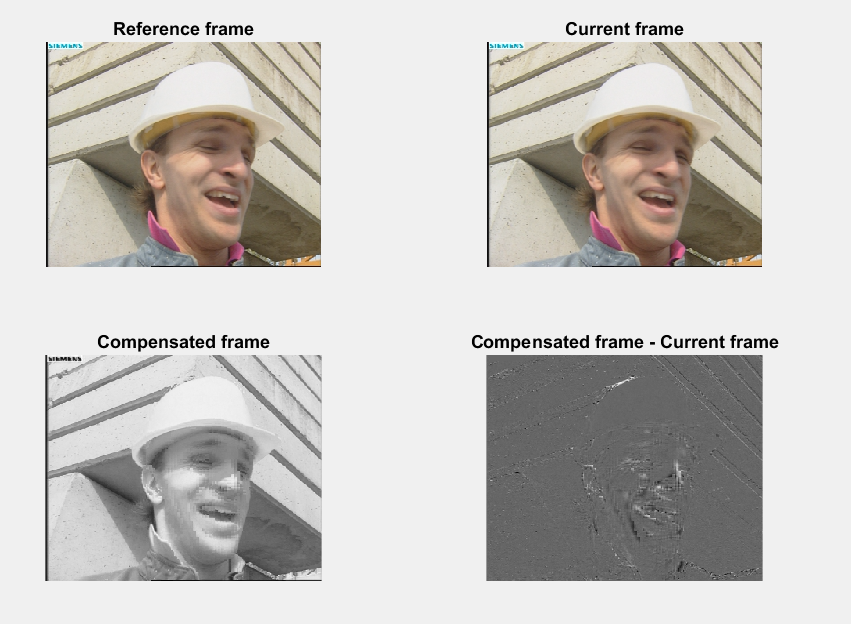 Reference frame
Current frame
SIEMENS
SIEMENS
Compensated frame
Compensated frame - Current frame
SIEMENS